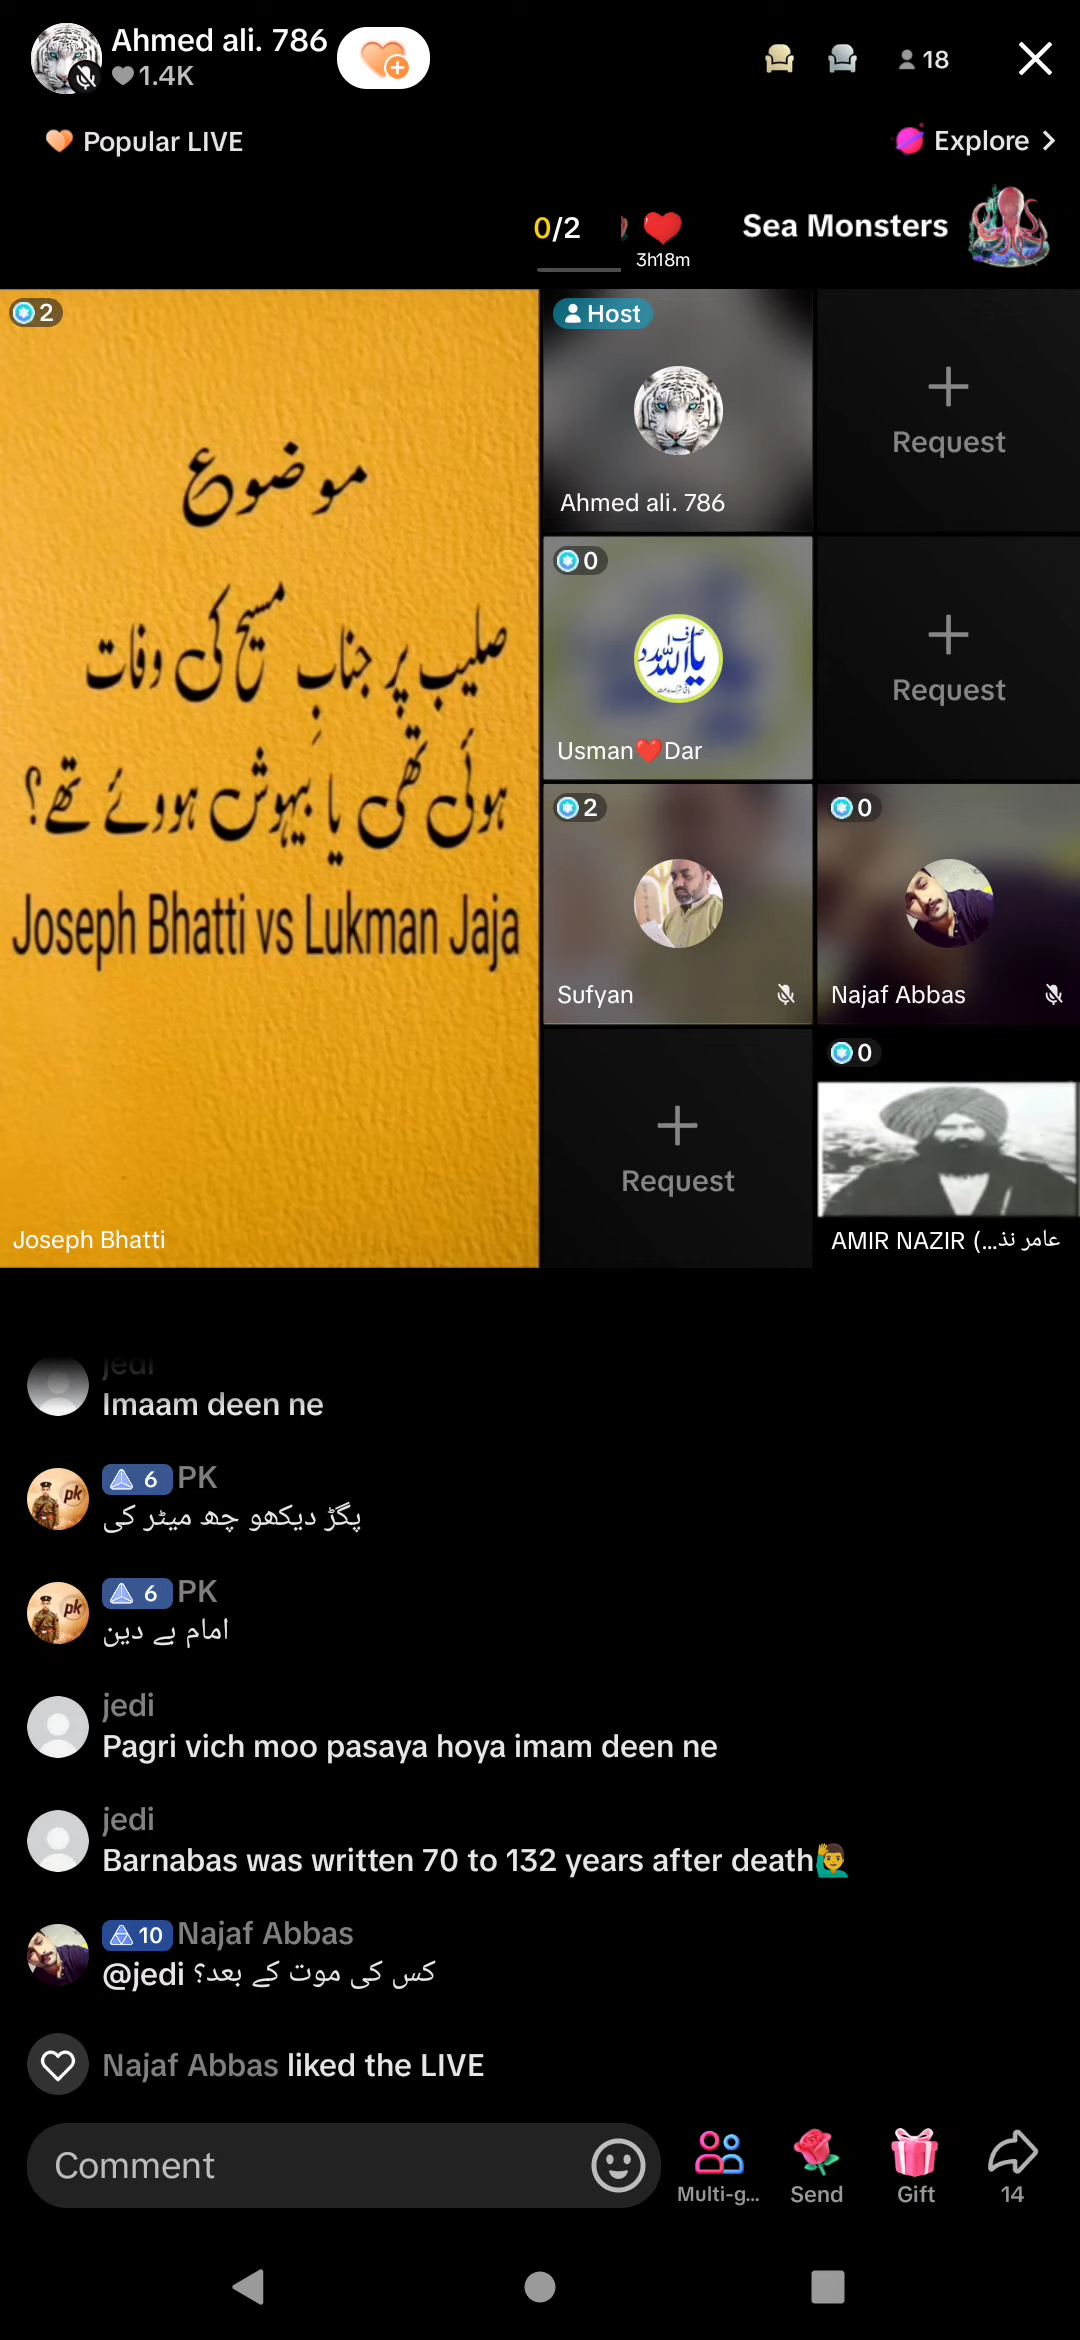 Ahmed ali. 786
1.4K
18
Popular LIVE
Explore
0/2
3h18m
Sea Monsters
2
موضوع
صلیب پر جنابِ مسیح کی وفات
ہوئی تھی یا بیہوش ہووئے تھے؟
Joseph Bhatti vs Lukman Jaja
Joseph Bhatti
Host
Ahmed ali. 786
Request
0
یا اللہ مدد
Usman❤️Dar
Request
2
Sufyan
0
Najaf Abbas
Request
0
AMIR NAZIR (عامر نذ...
jedi
Imaam deen ne
6 PK
پگڑ دیکھو چھ میٹر کی
6 PK
امام بے دین
jedi
Pagri vich moo pasaya hoya imam deen ne
jedi
Barnabas was written 70 to 132 years after death🙋‍♂️
10 Najaf Abbas
@jedi کس کی موت کے بعد؟
Najaf Abbas liked the LIVE
Comment
Multi-g...
Send
Gift
14